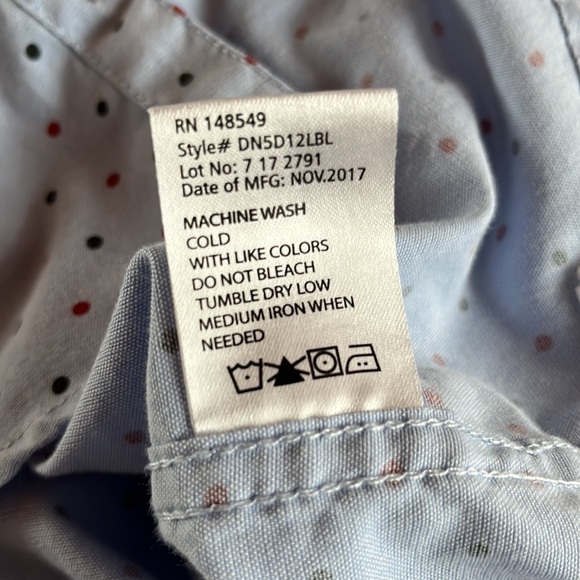 RN 148549
Style# DN5D12LBL
Lot No: 7 17 2791
Date of MFG: NOV.2017
MACHINE WASH
COLD
WITH LIKE COLORS
DO NOT BLEACH
TUMBLE DRY LOW
MEDIUM IRON WHEN
NEEDED